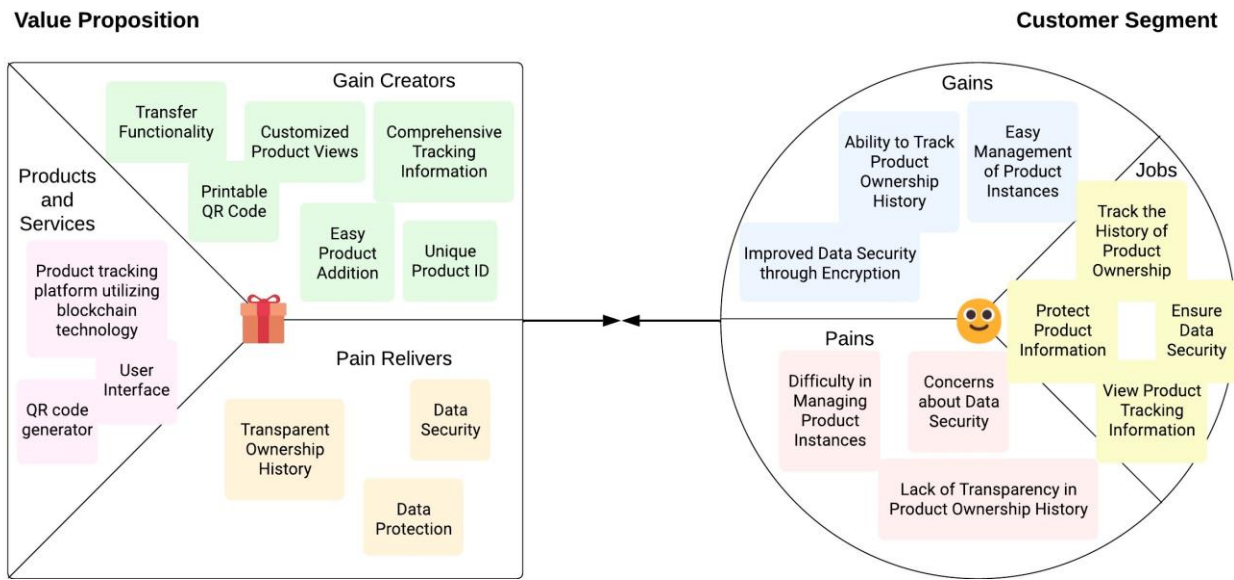 Value Proposition
Customer Segment
Gain Creators
Transfer
Functionality
Customized
Product Views
Comprehensive
Tracking
Information
Printable
QR Code
Easy
Product
Addition
Unique
Product ID
Products
and
Services
Product tracking
platform utilizing
blockchain
technology
User
Interface
QR code
generator
Pain Relivers
Transparent
Ownership
History
Data
Security
Data
Protection
Gains
Ability to Track
Product
Ownership
History
Easy
Management
of Product
Instances
Improved Data Security
through Encryption
Jobs
Track the
History of
Product
Ownership
Protect
Product
Information
Ensure
Data
Security
View Product
Tracking
Information
Pains
Difficulty in
Managing
Product
Instances
Concerns
about Data
Security
Lack of Transparency in
Product Ownership History